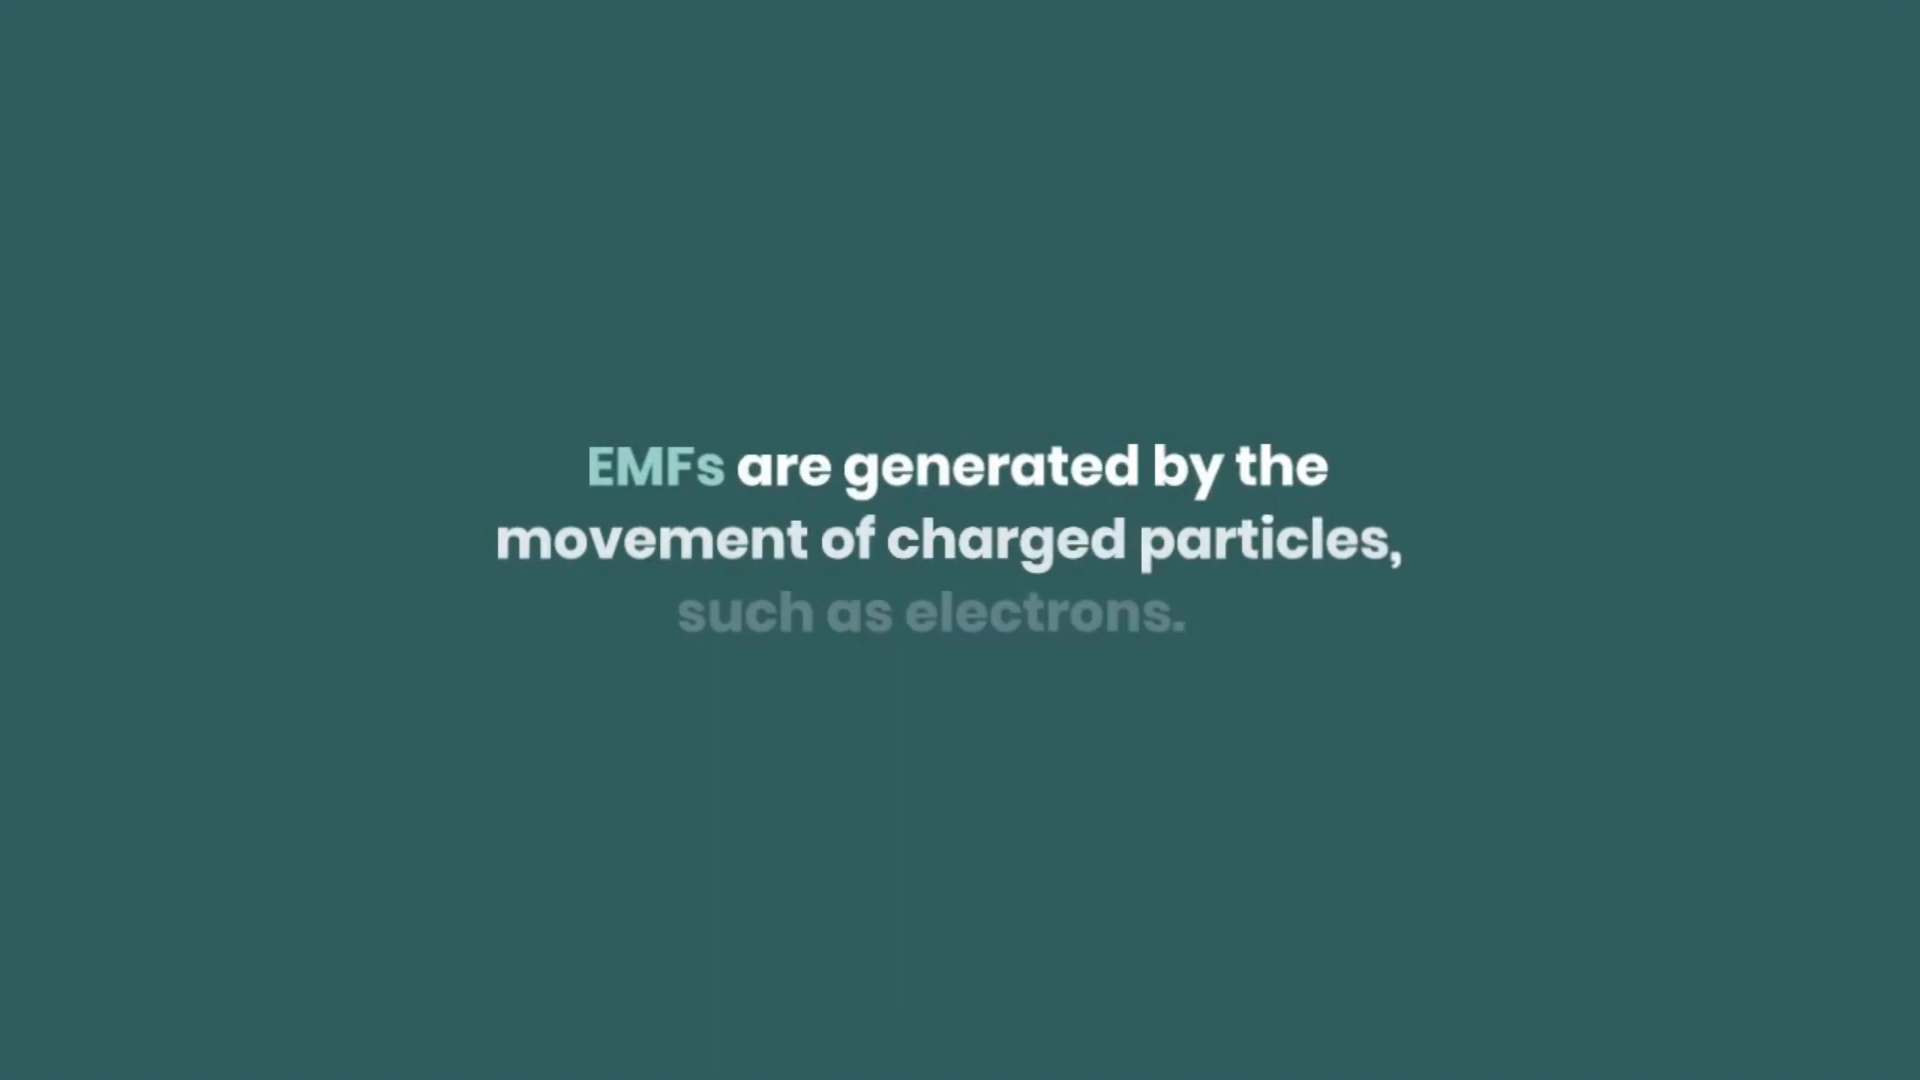 EMFs are generated by the
movement of charged particles,
such as electrons.